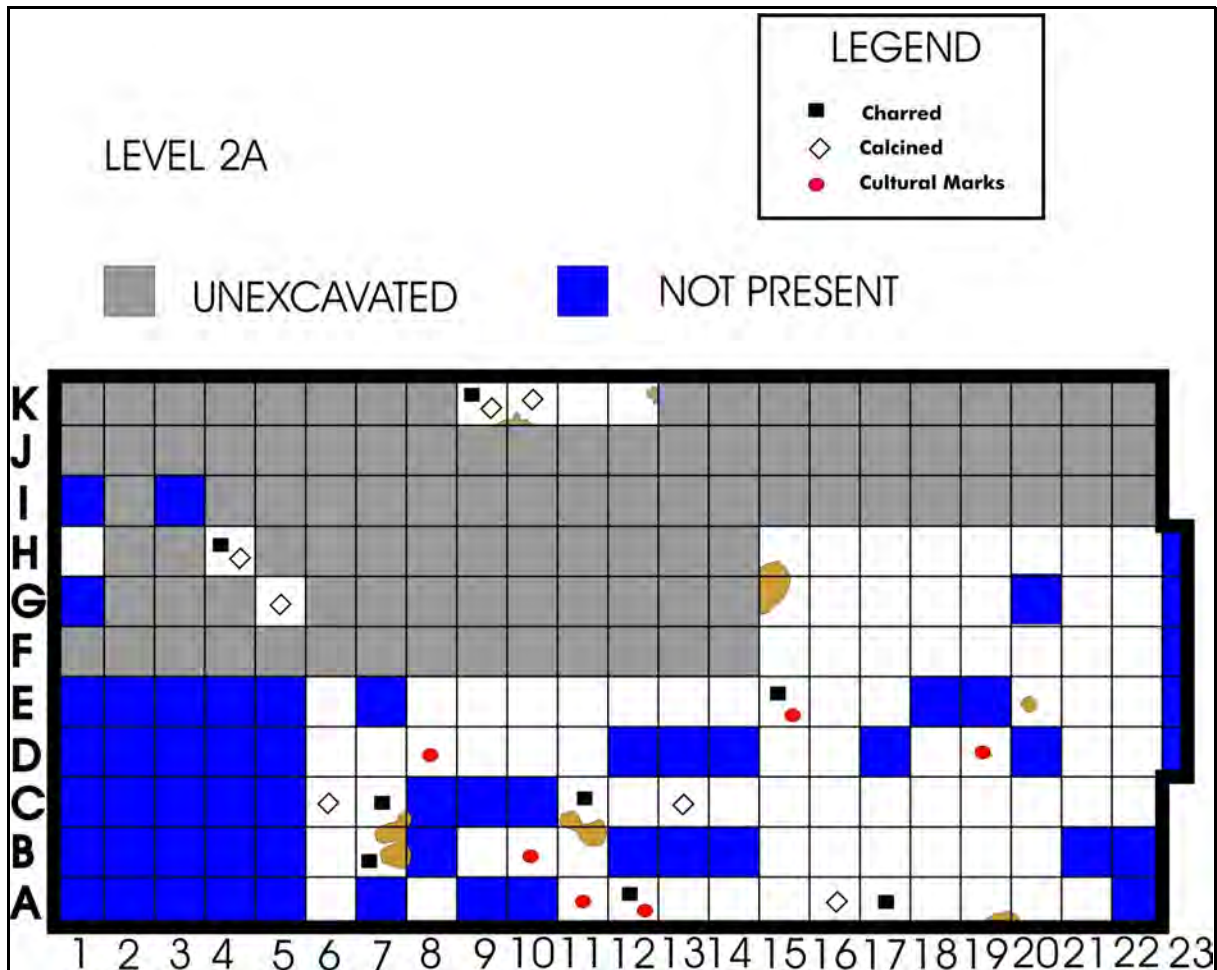 LEGEND
Charred
Calcined
Cultural Marks
LEVEL 2A
UNEXCAVATED
NOT PRESENT
K
J
I
H
G
F
E
D
C
B
A
1 2 3 4 5 6 7 8 9 10 11 12 13 14 15 16 17 18 19 20 21 22 23